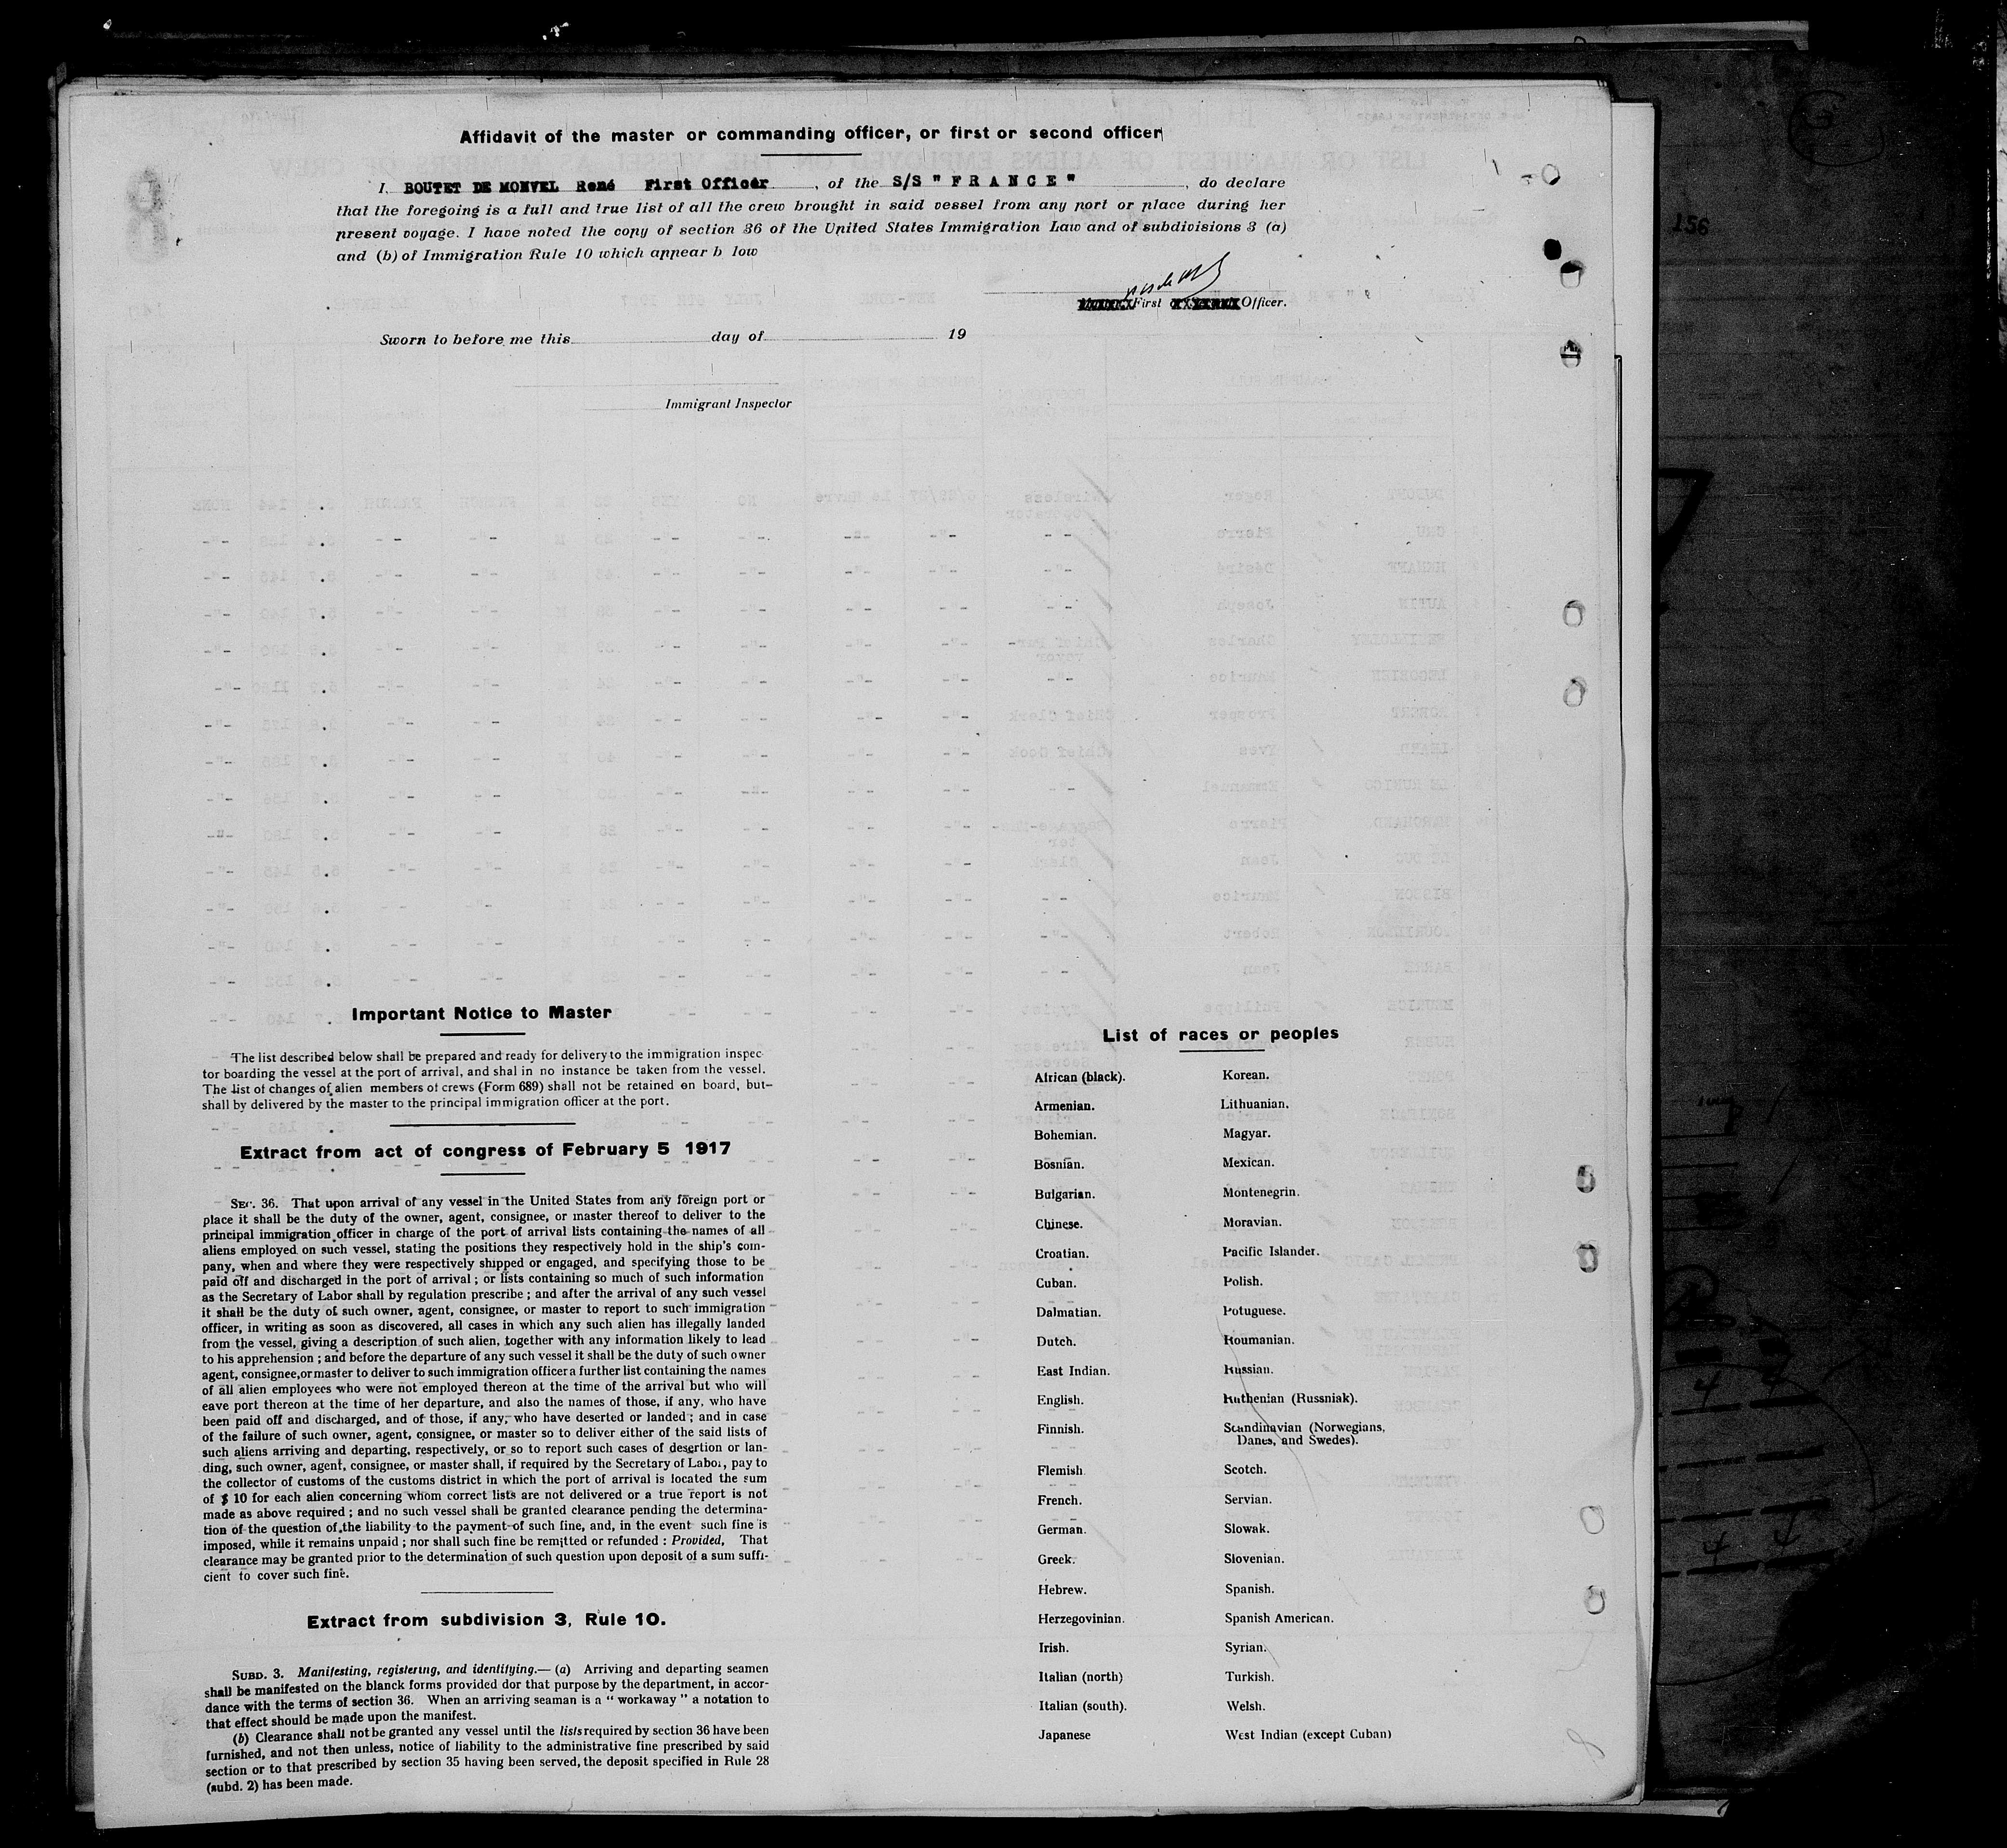 Affidavit of the master or commanding officer, or first or second officer
I, BOUTET DE MONVEL René First Officer, of the S/S " F R A N C E ", do declare
that the foregoing is a full and true list of all the crew brought in said vessel from any port or place during her
present voyage. I have noted the copy of section 36 of the United States Immigration Law and of subdivisions 3 (a)
and (b) of Immigration Rule 10 which appear b low
First Officer.
Sworn to before me this day of 19
Immigrant Inspector
156
Important Notice to Master
The list described below shall be prepared and ready for delivery to the immigration inspec-
tor boarding the vessel at the port of arrival, and shal in no instance be taken from the vessel.
The list of changes of alien members of crews (Form 689) shall not be retained on board, but-
shall by delivered by the master to the principal immigration officer at the port.
Extract from act of congress of February 5 1917
SEC. 36. That upon arrival of any vessel in the United States from any foreign port or
place it shall be the duty of the owner, agent, consignee, or master thereof to deliver to the
principal immigration officer in charge of the port of arrival lists containing the names of all
aliens employed on such vessel, stating the positions they respectively hold in the ship's com-
pany, when and where they were respectively shipped or engaged, and specifying those to be
paid off and discharged in the port of arrival ; or lists containing so much of such information
as the Secretary of Labor shall by regulation prescribe ; and after the arrival of any such vessel
it shall be the duty of such owner, agent, consignee, or master to report to such immigration
officer, in writing as soon as discovered, all cases in which any such alien has illegally landed
from the vessel, giving a description of such alien, together with any information likely to lead
to his apprehension ; and before the departure of any such vessel it shall be the duty of such owner
agent, consignee,or master to deliver to such immigration officer a further list containing the names
of all alien employees who were not employed thereon at the time of the arrival but who will
eave port thereon at the time of her departure, and also the names of those, if any, who have
been paid off and discharged, and of those, if any, who have deserted or landed ; and in case
of the failure of such owner, agent, consignee, or master so to deliver either of the said lists of
such aliens arriving and departing, respectively, or so to report such cases of desertion or lan-
ding, such owner, agent, consignee, or master shall, if required by the Secretary of Labor, pay to
the collector of customs of the customs district in which the port of arrival is located the sum
of $ 10 for each alien concerning whom correct lists are not delivered or a true report is not
made as above required ; and no such vessel shall be granted clearance pending the determina-
tion of the question of the liability to the payment of such fine, and, in the event such fine is
imposed, while it remains unpaid ; nor shall such fine be remitted or refunded : Provided, That
clearance may be granted prior to the determination of such question upon deposit of a sum suffi-
cient to cover such fine.
Extract from subdivision 3, Rule 10.
SUBD. 3. Manifesting, registering, and identifying.— (a) Arriving and departing seamen
shall be manifested on the blanck forms provided dor that purpose by the department, in accor-
dance with the terms of section 36. When an arriving seaman is a " workaway " a notation to
that effect should be made upon the manifest.
(b) Clearance shall not be granted any vessel until the lists required by section 36 have been
furnished, and not then unless, notice of liability to the administrative fine prescribed by said
section or to that prescribed by section 35 having been served, the deposit specified in Rule 28
(subd. 2) has been made.
List of races or peoples
African (black).
Armenian.
Bohemian.
Bosnian.
Bulgarian.
Chinese.
Croatian.
Cuban.
Dalmatian.
Dutch.
East Indian.
English.
Finnish.
Flemish
French.
German.
Greek.
Hebrew.
Herzegovinian.
Irish.
Italian (north)
Italian (south).
Japanese
Korean.
Lithuanian.
Magyar.
Mexican.
Montenegrin.
Moravian.
Pacific Islander.
Polish.
Potuguese.
Roumanian.
Russian.
Ruthenian (Russniak).
Scandinavian (Norwegians,
Danes, and Swedes).
Scotch.
Servian.
Slowak.
Slovenian.
Spanish.
Spanish American.
Syrian.
Turkish.
Welsh.
West Indian (except Cuban)